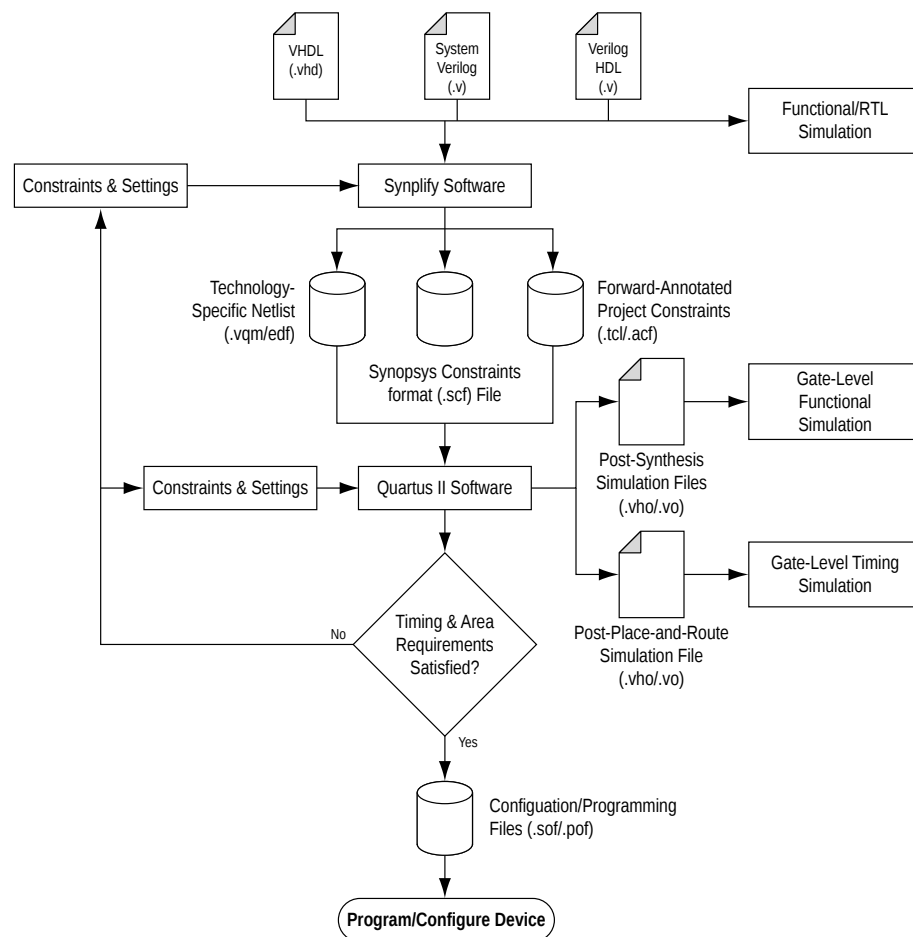 VHDL
(.vhd)
System
Verilog
(.v)
Verilog
HDL
(.v)
Functional/RTL
Simulation
Constraints & Settings
Synplify Software
Technology-
Specific Netlist
(.vqm/edf)
Forward-Annotated
Project Constraints
(.tcl/.acf)
Synopsys Constraints
format (.scf) File
Gate-Level
Functional
Simulation
Post-Synthesis
Simulation Files
(.vho/.vo)
Constraints & Settings
Quartus II Software
Gate-Level Timing
Simulation
Post-Place-and-Route
Simulation File
(.vho/.vo)
No
Timing & Area
Requirements
Satisfied?
Yes
Configuation/Programming
Files (.sof/.pof)
Program/Configure Device